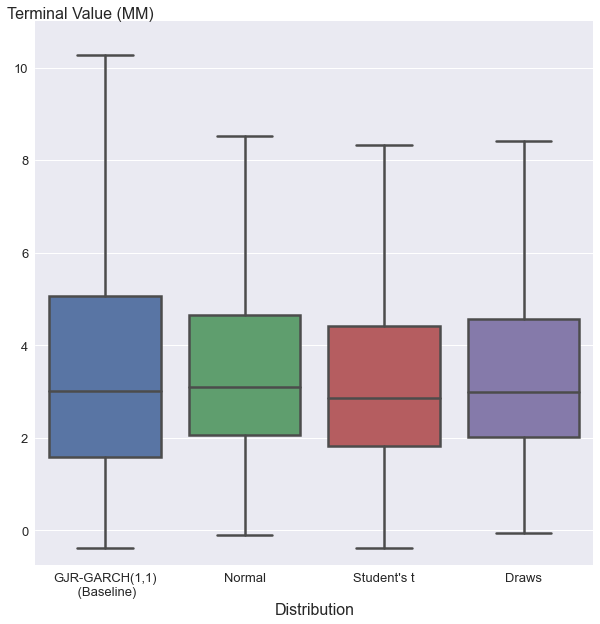 Terminal Value (MM)
10
8
6
4
2
0
GJR-GARCH(1,1)
(Baseline)
Normal
Student's t
Draws
Distribution